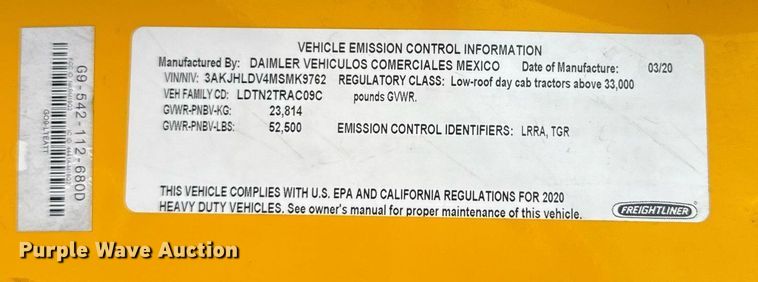 VEHICLE EMISSION CONTROL INFORMATION
Manufactured By: DAIMLER VEHICULOS COMERCIALES MEXICO Date of Manufacture: 03/20
VIN/NIV: 3AKJHLDV4MSMK9762 REGULATORY CLASS: Low-roof day cab tractors above 33,000
VEH FAMILY CD: LDTN2TRAC09C pounds GVWR.
GVWR-PNBV-KG: 23,814
GVWR-PNBV-LBS: 52,500 EMISSION CONTROL IDENTIFIERS: LRRA, TGR
THIS VEHICLE COMPLIES WITH U.S. EPA AND CALIFORNIA REGULATIONS FOR 2020
HEAVY DUTY VEHICLES. See owner's manual for proper maintenance of this vehicle.
FREIGHTLINER
G9-542-112-680D
Purple Wave Auction